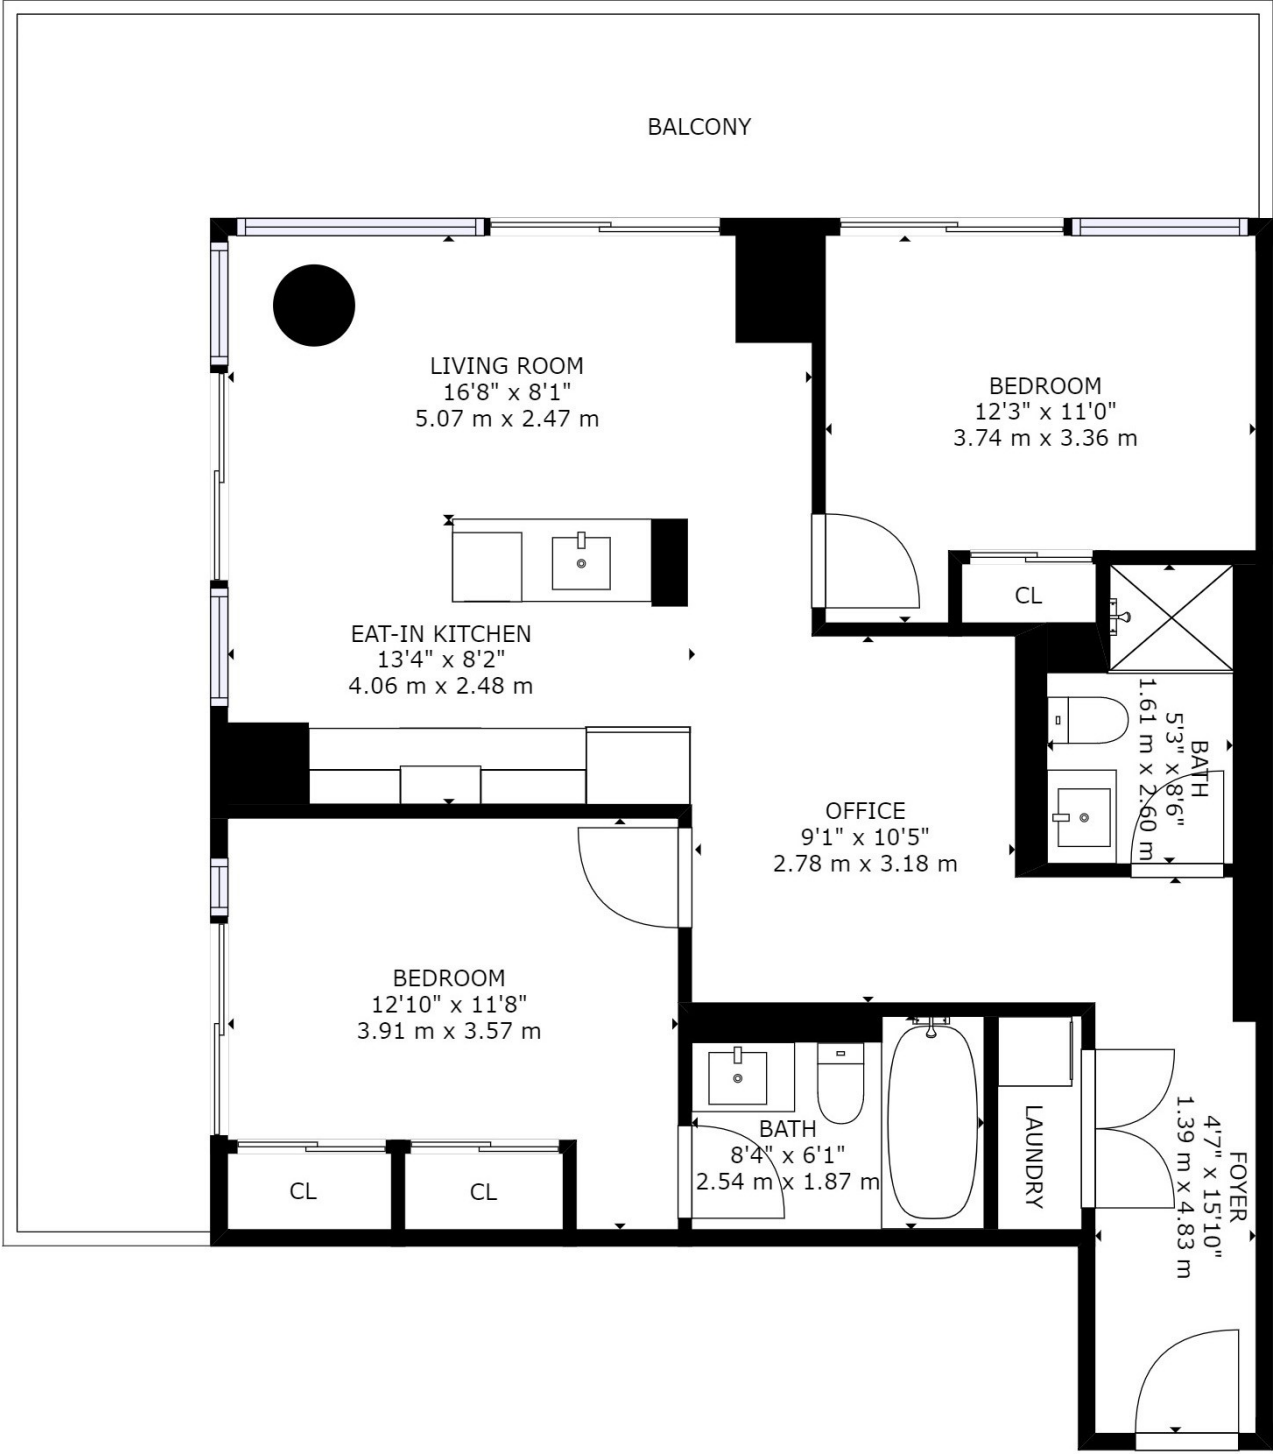 BALCONY
LIVING ROOM
16'8" x 8'1"
5.07 m x 2.47 m
BEDROOM
12'3" x 11'0"
3.74 m x 3.36 m
CL
EAT-IN KITCHEN
13'4" x 8'2"
4.06 m x 2.48 m
BATH
5'3" x 8'6"
1.61 m x 2.60 m
OFFICE
9'1" x 10'5"
2.78 m x 3.18 m
BEDROOM
12'10" x 11'8"
3.91 m x 3.57 m
CL
CL
BATH
8'4" x 6'1"
2.54 m x 1.87 m
LAUNDRY
FOYER
4'7" x 15'10"
1.39 m x 4.83 m